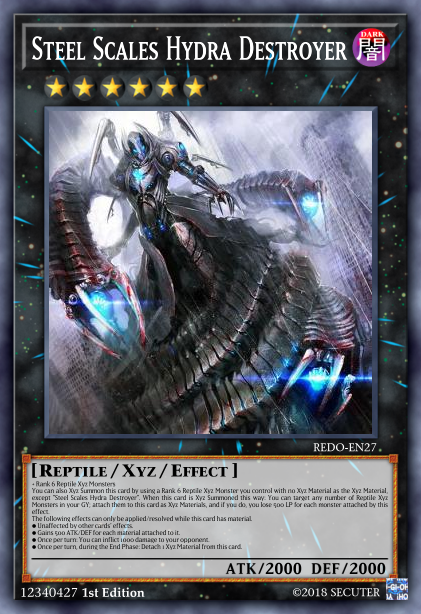 STEEL SCALES HYDRA DESTROYER
DARK
闇
REDO-EN27
[ REPTILE / XYZ / EFFECT ]
- Rank 6 Reptile Xyz Monsters
You can also Xyz Summon this card by using a Rank 6 Reptile Xyz Monster you control with no Xyz Material as the Xyz Material,
except "Steel Scales Hydra Destroyer". When this card is Xyz Summoned this way: You can target any number of Reptile Xyz
Monsters in your GY; attach them to this card as Xyz Materials, and if you do, you lose 500 LP for each monster attached by this
effect.
The following effects can only be applied/resolved while this card has material.
● Unaffected by other cards' effects.
● Gains 500 ATK/DEF for each material attached to it.
● Once per turn: You can inflict 1000 damage to your opponent.
● Once per turn, during the End Phase: Detach 1 Xyz Material from this card.
ATK/2000 DEF/2000
12340427 1st Edition
©2018 SECUTER